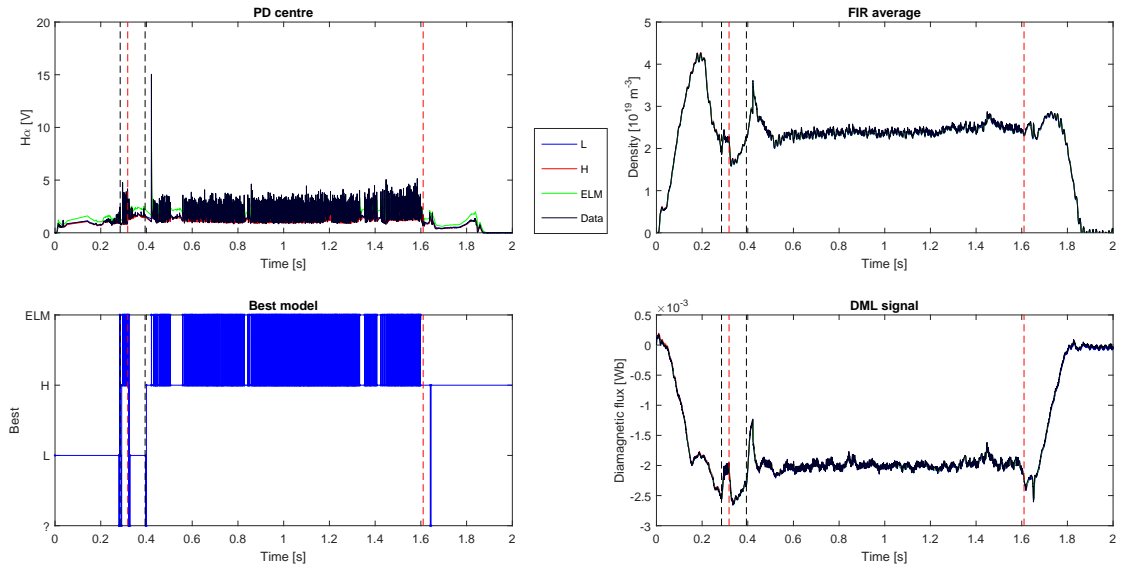 PD centre
20
15
10
5
0
Hα [V]
0 0.2 0.4 0.6 0.8 1 1.2 1.4 1.6 1.8 2
Time [s]
L
H
ELM
Data
FIR average
5
4
3
2
1
0
Density [10^19 m^-3]
0 0.2 0.4 0.6 0.8 1 1.2 1.4 1.6 1.8 2
Time [s]
Best model
ELM
H
L
?
Best
0 0.2 0.4 0.6 0.8 1 1.2 1.4 1.6 1.8 2
Time [s]
DML signal
×10^-3
0.5
0
-0.5
-1
-1.5
-2
-2.5
-3
Diamagnetic flux [Wb]
0 0.2 0.4 0.6 0.8 1 1.2 1.4 1.6 1.8 2
Time [s]